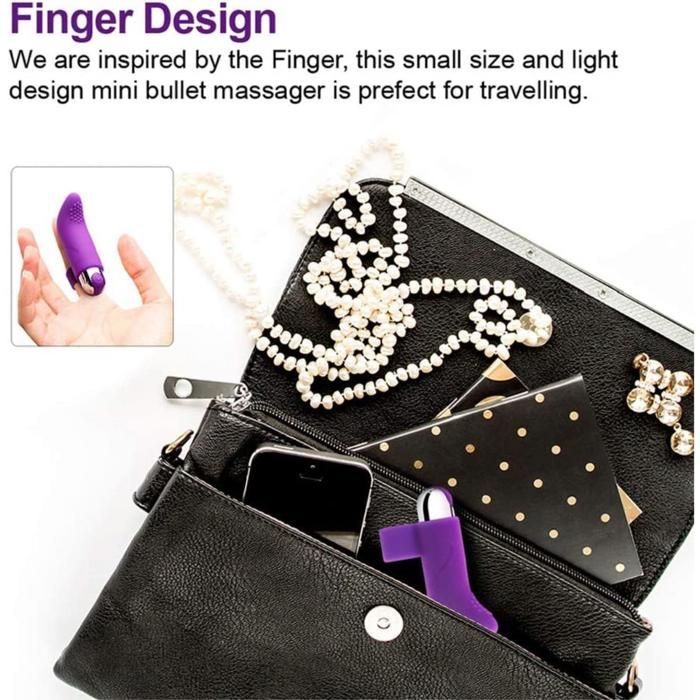 Finger Design
We are inspired by the Finger, this small size and light
design mini bullet massager is prefect for travelling.